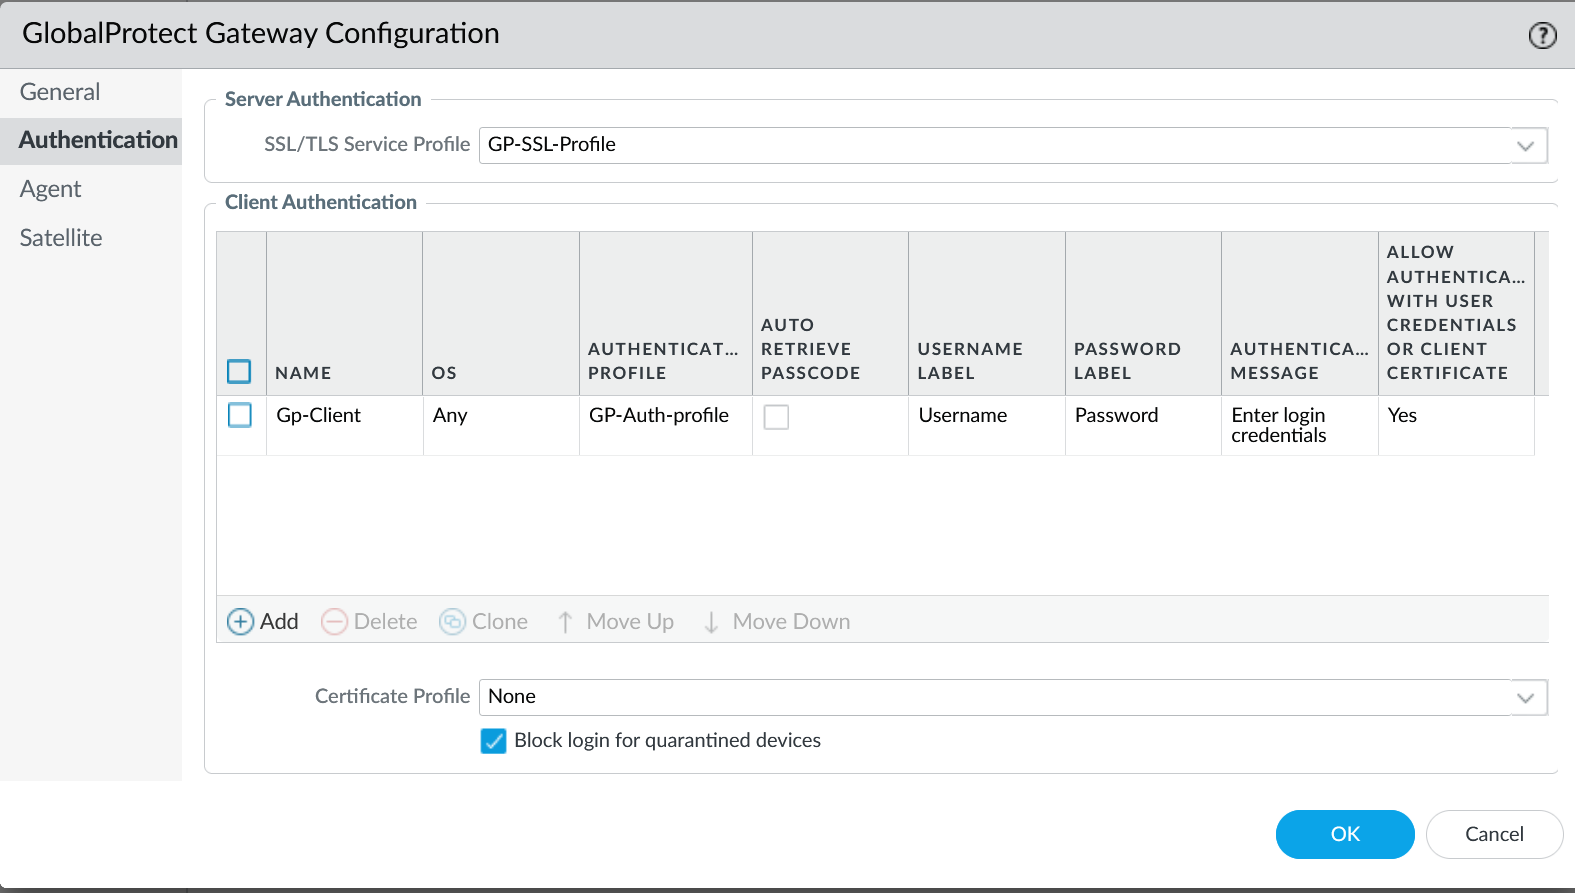 GlobalProtect Gateway Configuration
?
General
Authentication
Agent
Satellite
Server Authentication
SSL/TLS Service Profile
GP-SSL-Profile
Client Authentication
NAME
OS
AUTHENTICAT...
PROFILE
AUTO
RETRIEVE
PASSCODE
USERNAME
LABEL
PASSWORD
LABEL
AUTHENTICA...
MESSAGE
ALLOW
AUTHENTICA...
WITH USER
CREDENTIALS
OR CLIENT
CERTIFICATE
Gp-Client
Any
GP-Auth-profile
Username
Password
Enter login
credentials
Yes
Add
Delete
Clone
Move Up
Move Down
Certificate Profile
None
Block login for quarantined devices
OK
Cancel